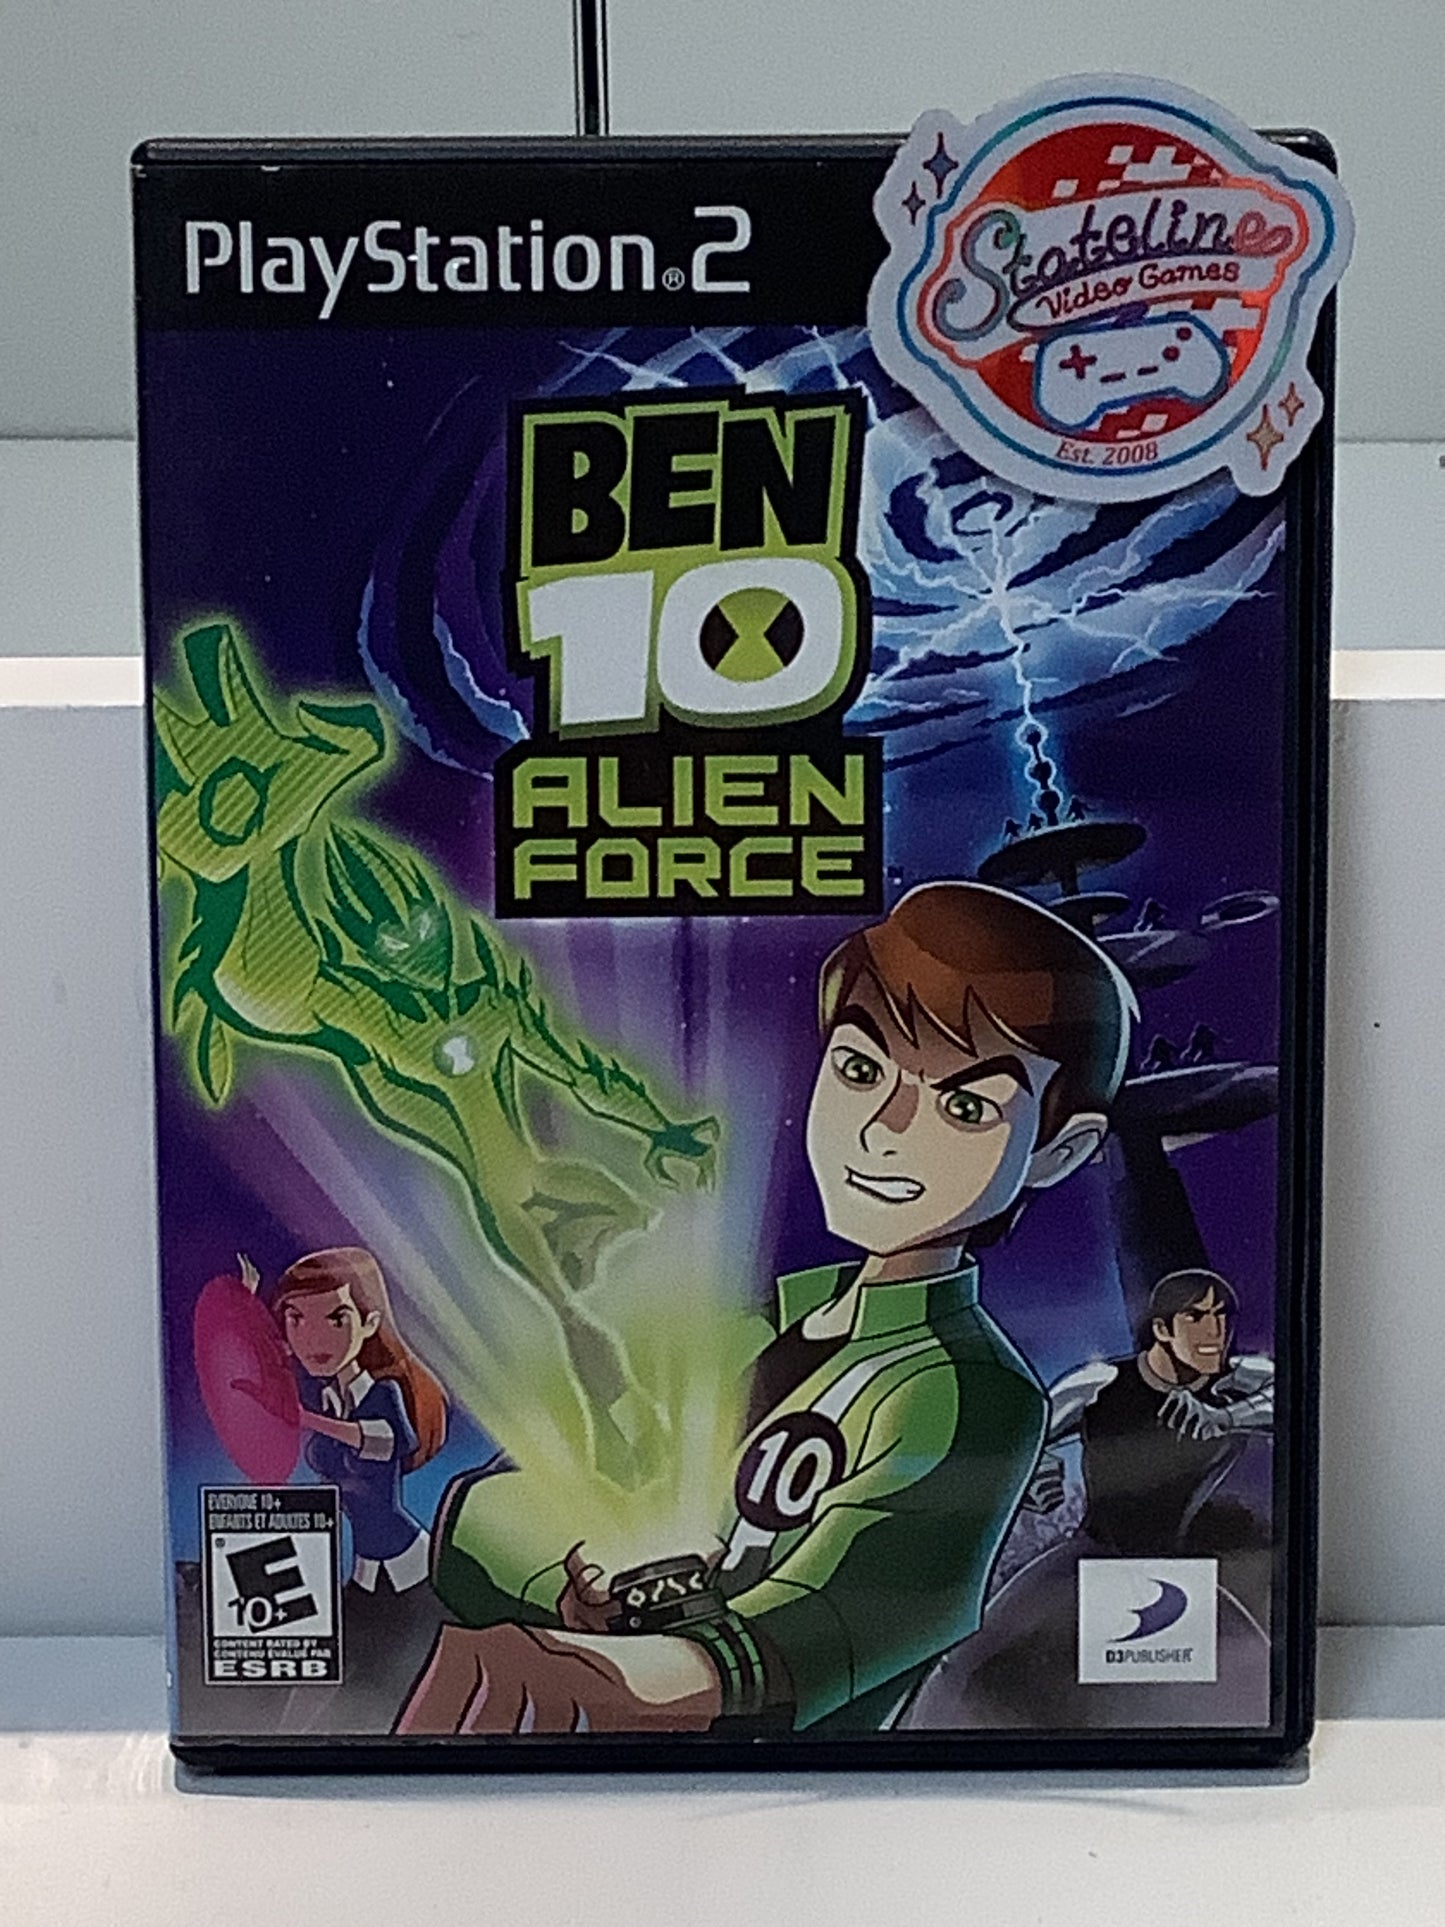 PlayStation®2
Stateline
Video Games
Est. 2008
BEN
10
ALIEN
FORCE
10
EVERYONE 10+
ENFANTS ET ADULTES 10+
E
10+
CONTENT RATED BY
CONTENU ÉVALUÉ PAR
ESRB
D3PUBLISHER